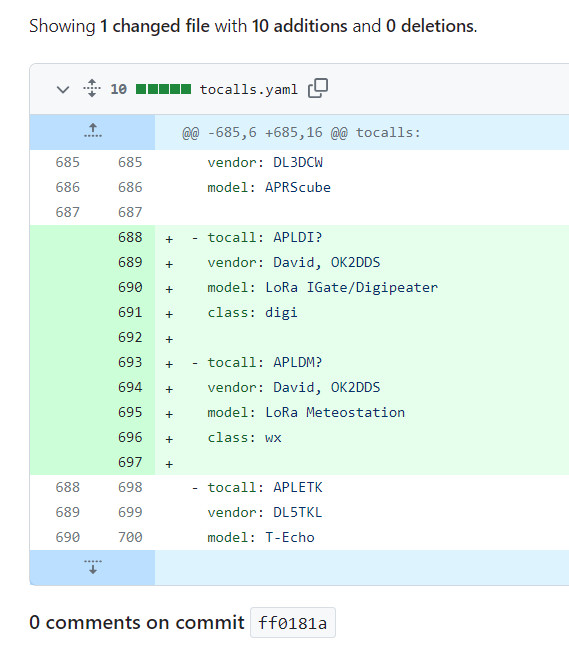 Showing 1 changed file with 10 additions and 0 deletions.
10 tocalls.yaml
@@ -685,6 +685,16 @@ tocalls:
685 685 vendor: DL3DCW
686 686 model: APRScube
687 687
688 + - tocall: APLDI?
689 + vendor: David, OK2DDS
690 + model: LoRa IGate/Digipeater
691 + class: digi
692 +
693 + - tocall: APLDM?
694 + vendor: David, OK2DDS
695 + model: LoRa Meteostation
696 + class: wx
697 +
688 698 - tocall: APLETK
689 699 vendor: DL5TKL
690 700 model: T-Echo
0 comments on commit ff0181a